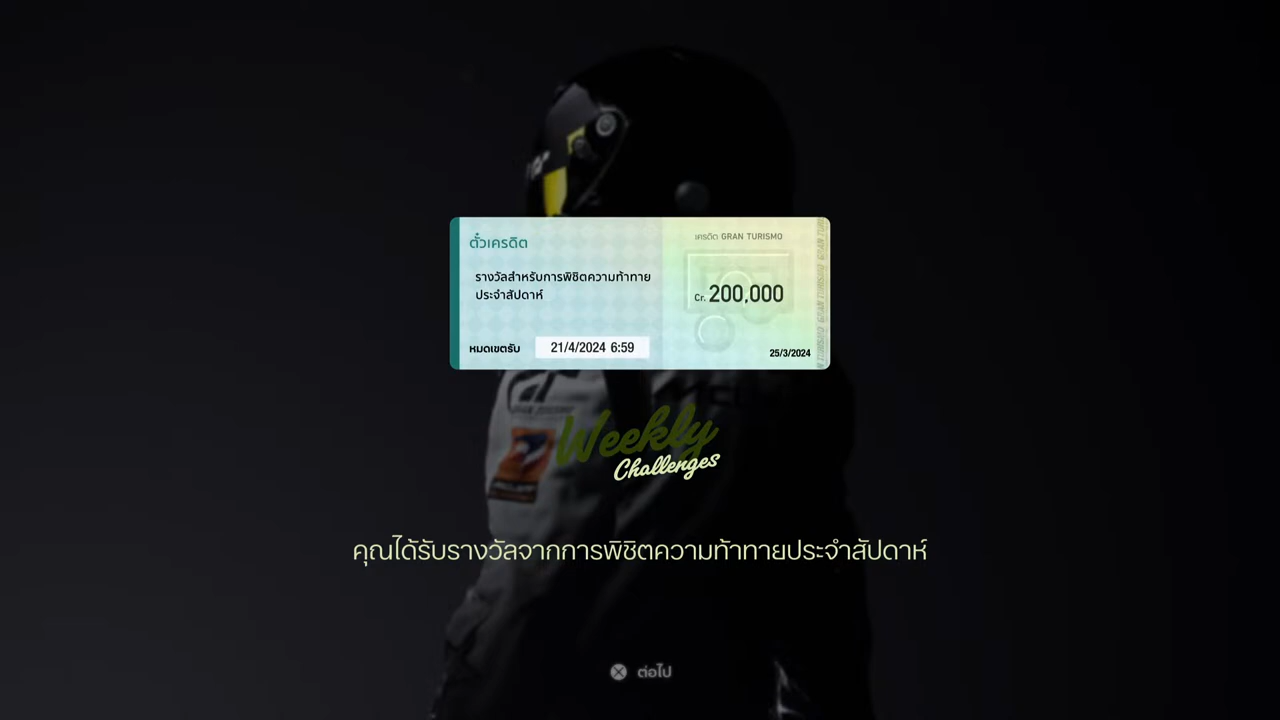 ตั๋วเครดิต
รางวัลสำหรับการพิชิตความท้าทาย
ประจำสัปดาห์
หมดเขตรับ 21/4/2024 6:59
เครดิต GRAN TURISMO
Cr. 200,000
25/3/2024
Weekly
Challenges
คุณได้รับรางวัลจากการพิชิตความท้าทายประจำสัปดาห์
ต่อไป